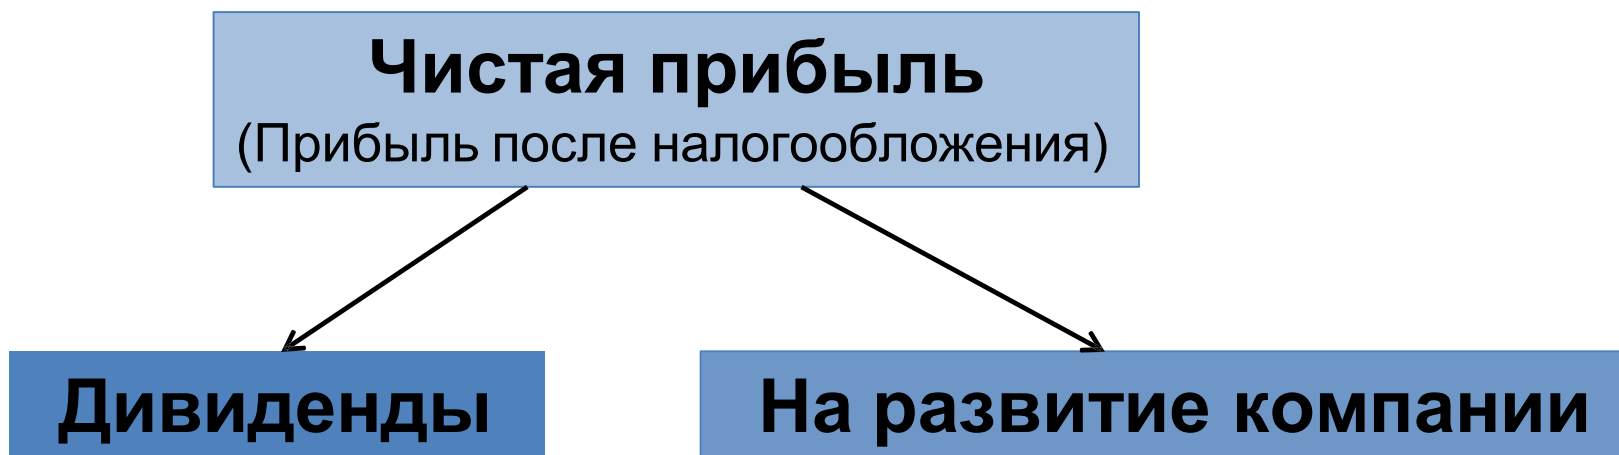 Чистая прибыль
(Прибыль после налогообложения)
Дивиденды
На развитие компании